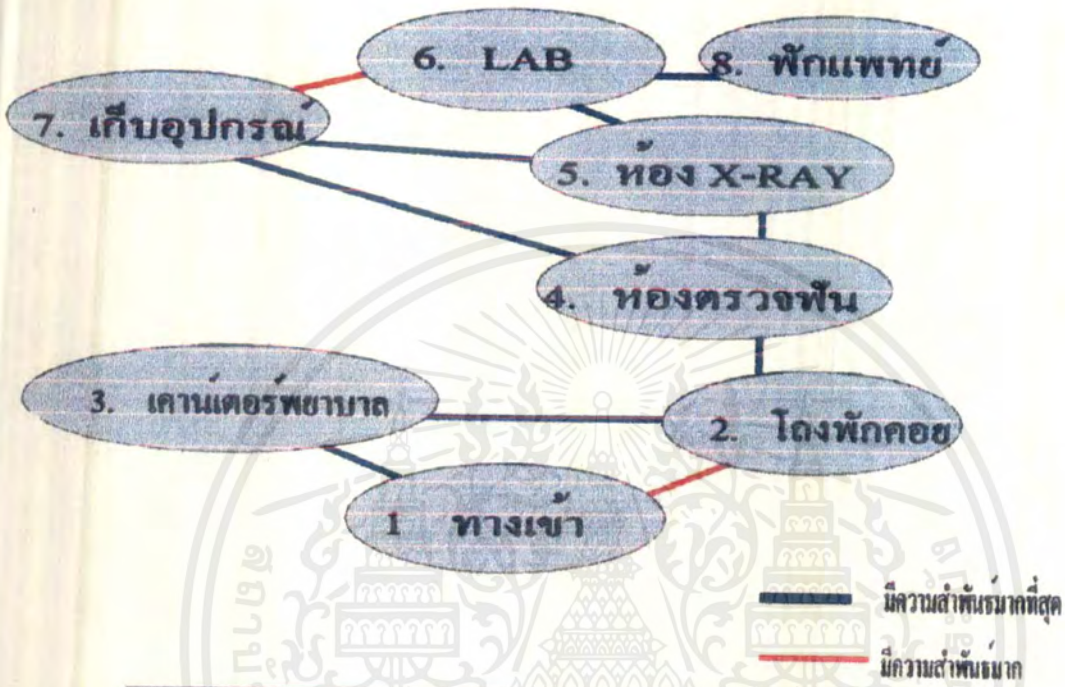 6. LAB
8. พักแพทย์
7. เก็บอุปกรณ์
5. ห้อง X-RAY
4. ห้องตรวจฟัน
3. เคาน์เตอร์พยาบาล
2. โถงพักคอย
1 ทางเข้า
มีความสำพันธ์มากที่สุด
มีความสำพันธ์มาก